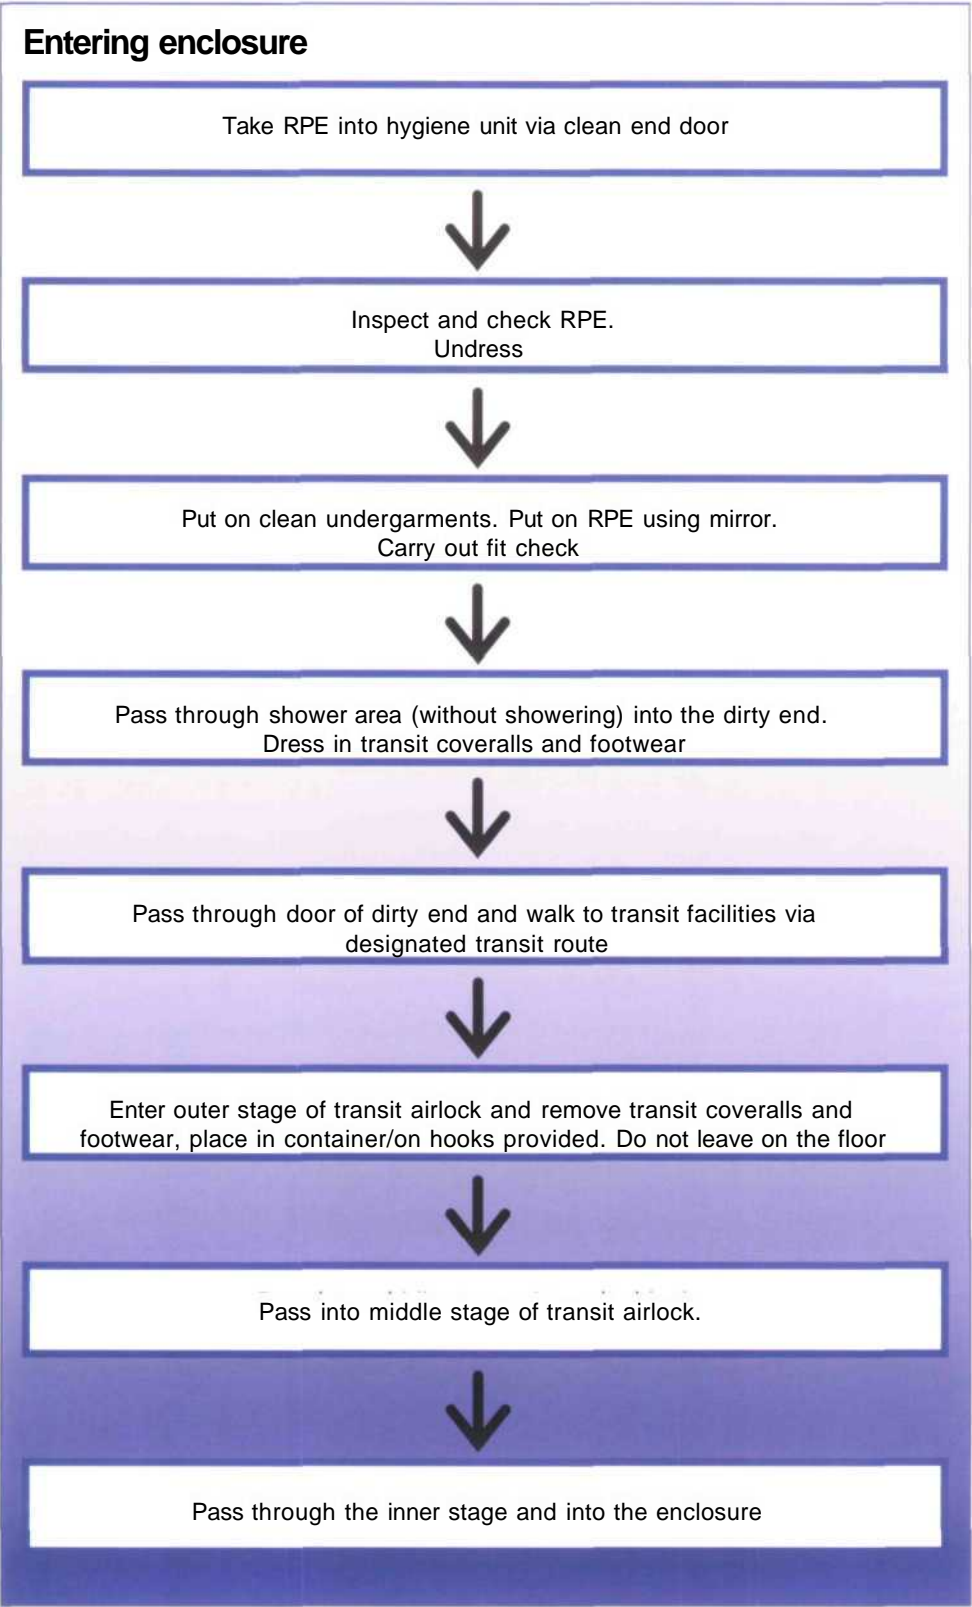 Entering enclosure
Take RPE into hygiene unit via clean end door
Inspect and check RPE.
Undress
Put on clean undergarments. Put on RPE using mirror.
Carry out fit check
Pass through shower area (without showering) into the dirty end.
Dress in transit coveralls and footwear
Pass through door of dirty end and walk to transit facilities via
designated transit route
Enter outer stage of transit airlock and remove transit coveralls and
footwear, place in container/on hooks provided. Do not leave on the floor
Pass into middle stage of transit airlock.
Pass through the inner stage and into the enclosure